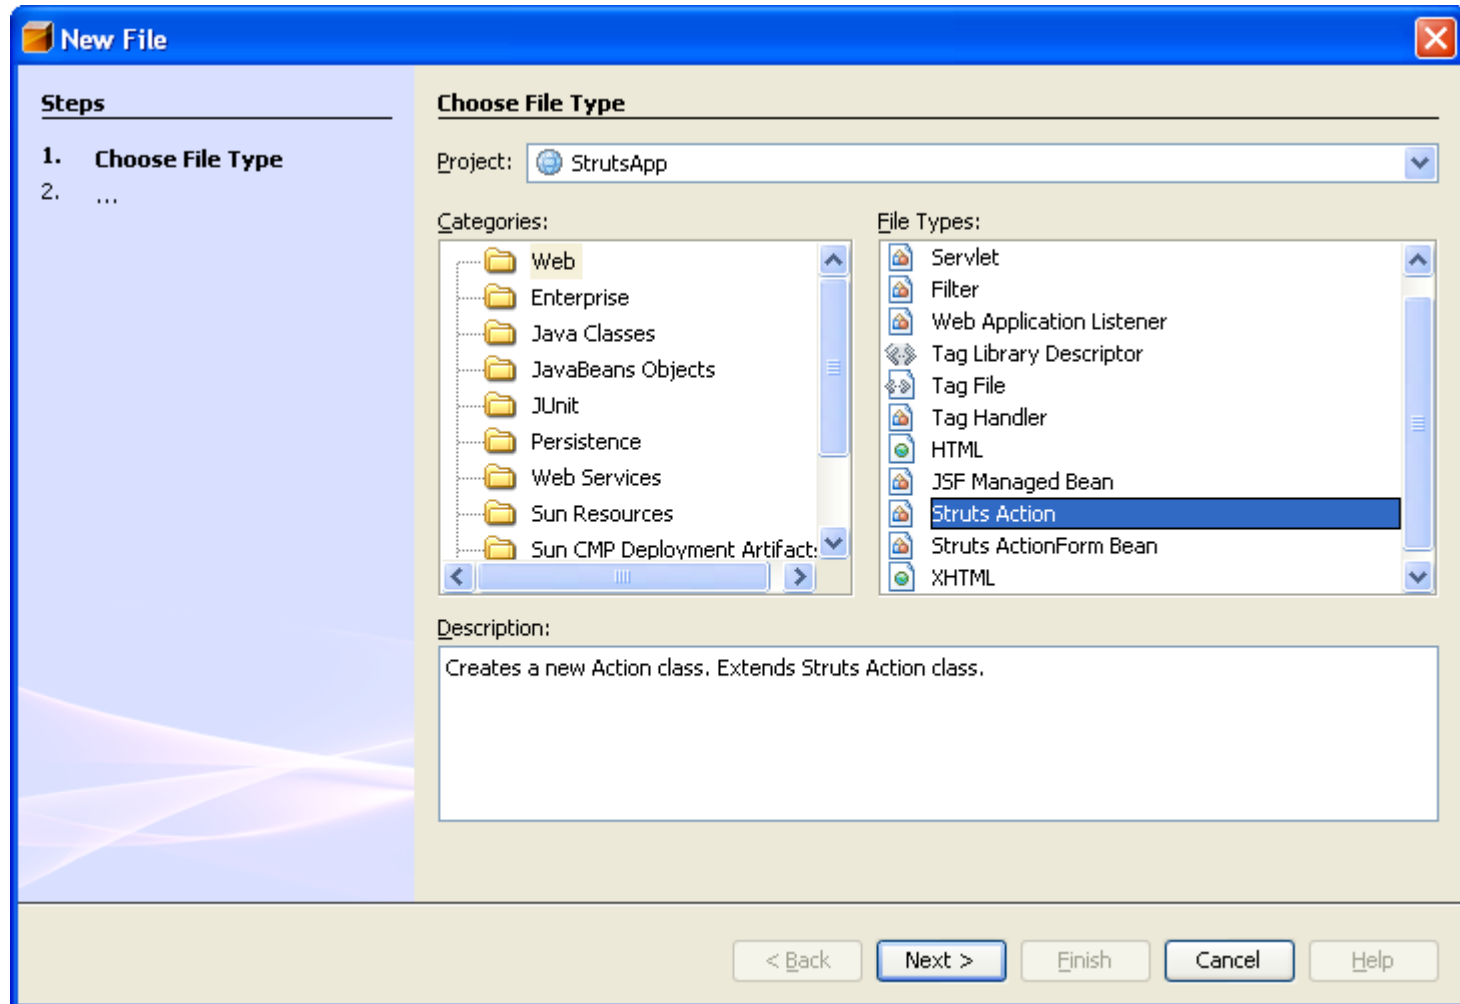 New File
Steps
1. Choose File Type
2. ...
Choose File Type
Project: StrutsApp
Categories:
Web
Enterprise
Java Classes
JavaBeans Objects
JUnit
Persistence
Web Services
Sun Resources
Sun CMP Deployment Artifact:
File Types:
Servlet
Filter
Web Application Listener
Tag Library Descriptor
Tag File
Tag Handler
HTML
JSF Managed Bean
Struts Action
Struts ActionForm Bean
XHTML
Description:
Creates a new Action class. Extends Struts Action class.
< Back Next > Finish Cancel Help